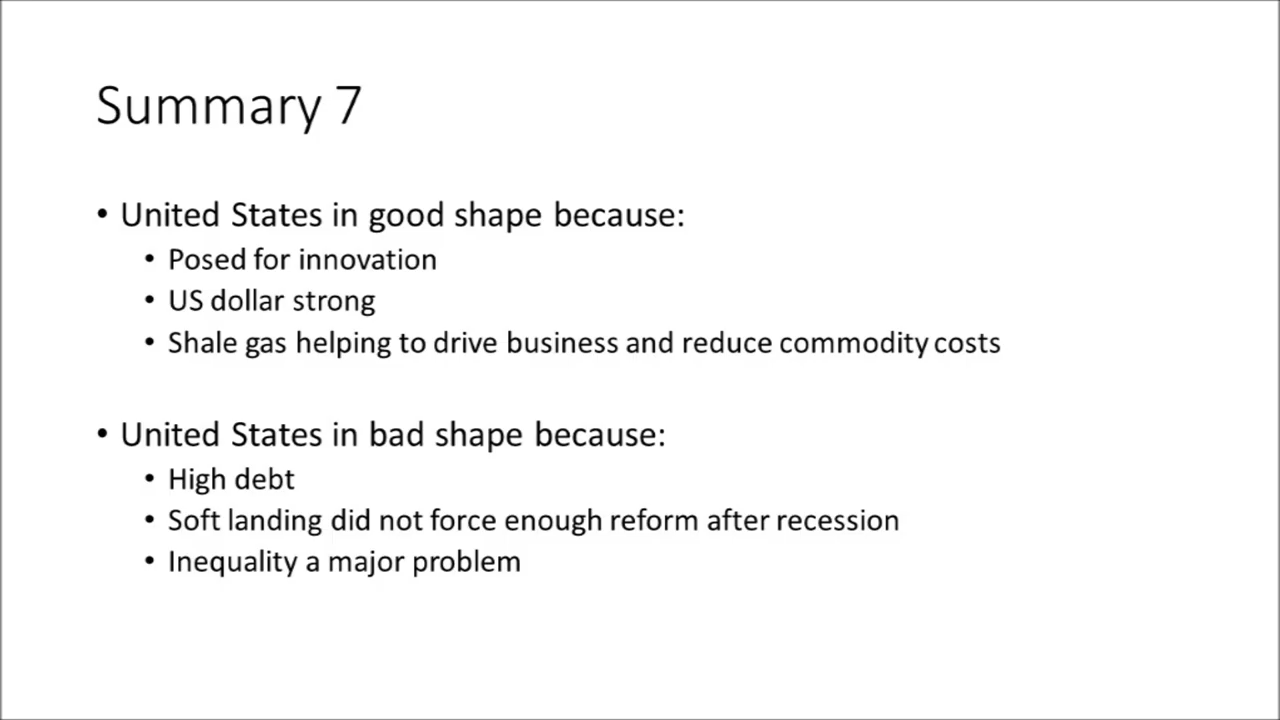 Summary 7
• United States in good shape because:
• Posed for innovation
• US dollar strong
• Shale gas helping to drive business and reduce commodity costs
• United States in bad shape because:
• High debt
• Soft landing did not force enough reform after recession
• Inequality a major problem